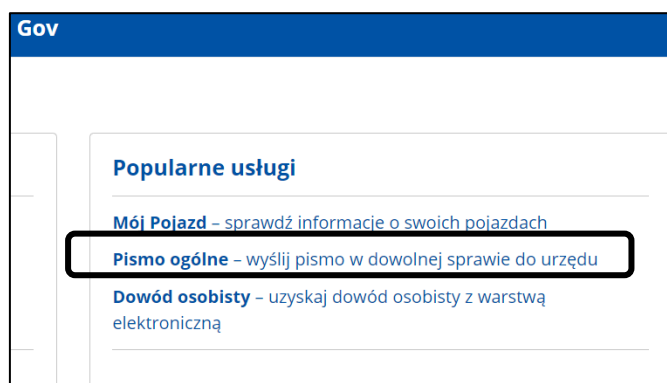 Gov
Popularne usługi
Mój Pojazd – sprawdź informacje o swoich pojazdach
Pismo ogólne – wyślij pismo w dowolnej sprawie do urzędu
Dowód osobisty – uzyskaj dowód osobisty z warstwą
elektroniczną